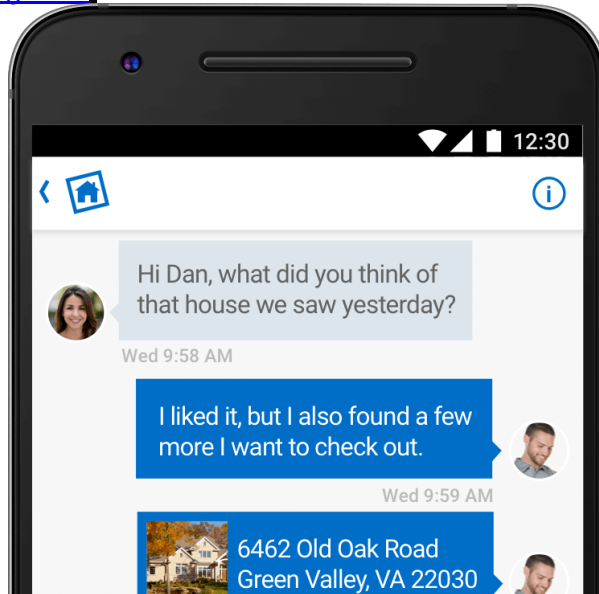 12:30
Hi Dan, what did you think of
that house we saw yesterday?
Wed 9:58 AM
I liked it, but I also found a few
more I want to check out.
Wed 9:59 AM
6462 Old Oak Road
Green Valley, VA 22030